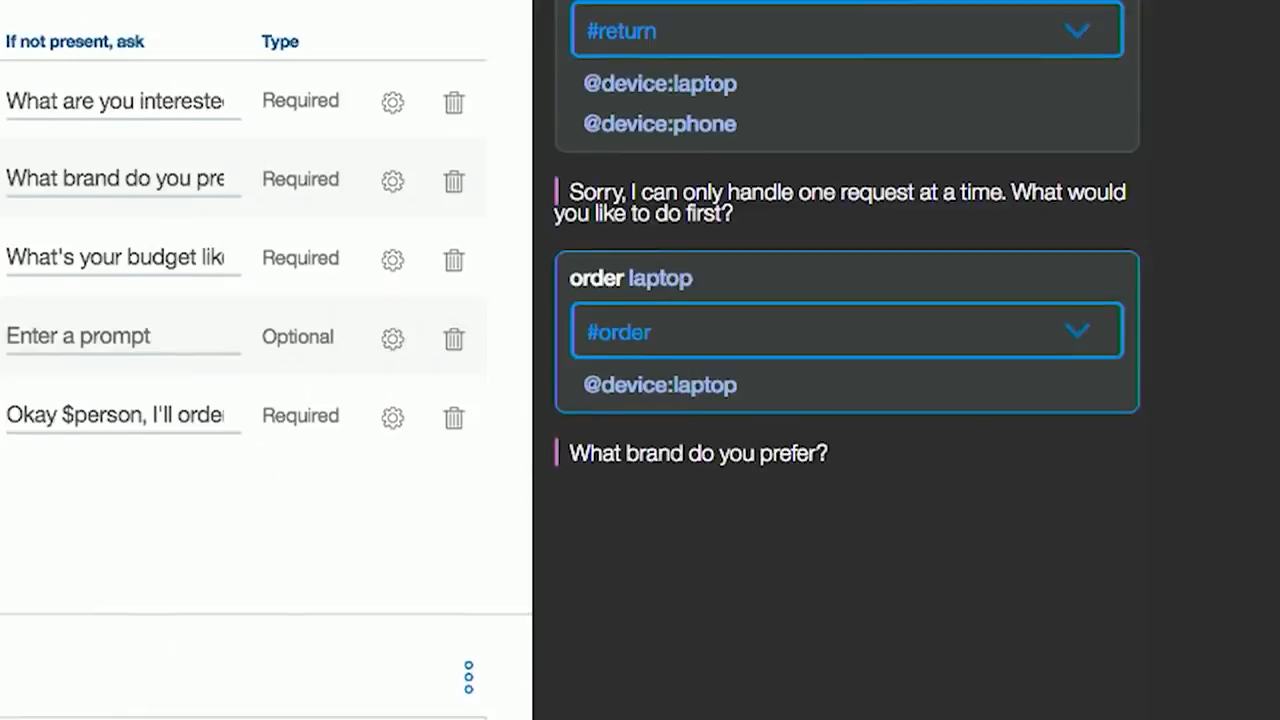 If not present, ask Type
What are you intereste Required
What brand do you pre Required
What's your budget lik Required
Enter a prompt Optional
Okay $person, I'll orde Required
#return
@device:laptop
@device:phone
Sorry, I can only handle one request at a time. What would
you like to do first?
order laptop
#order
@device:laptop
What brand do you prefer?